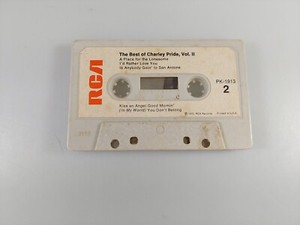 RCA
The Best of Charley Pride, Vol. II
A Place for the Lonesome
I'd Rather Love You
Is Anybody Goin' to San Antone
PK-1913
2
Kiss an Angel Good Mornin'
(In My World) You Don't Belong